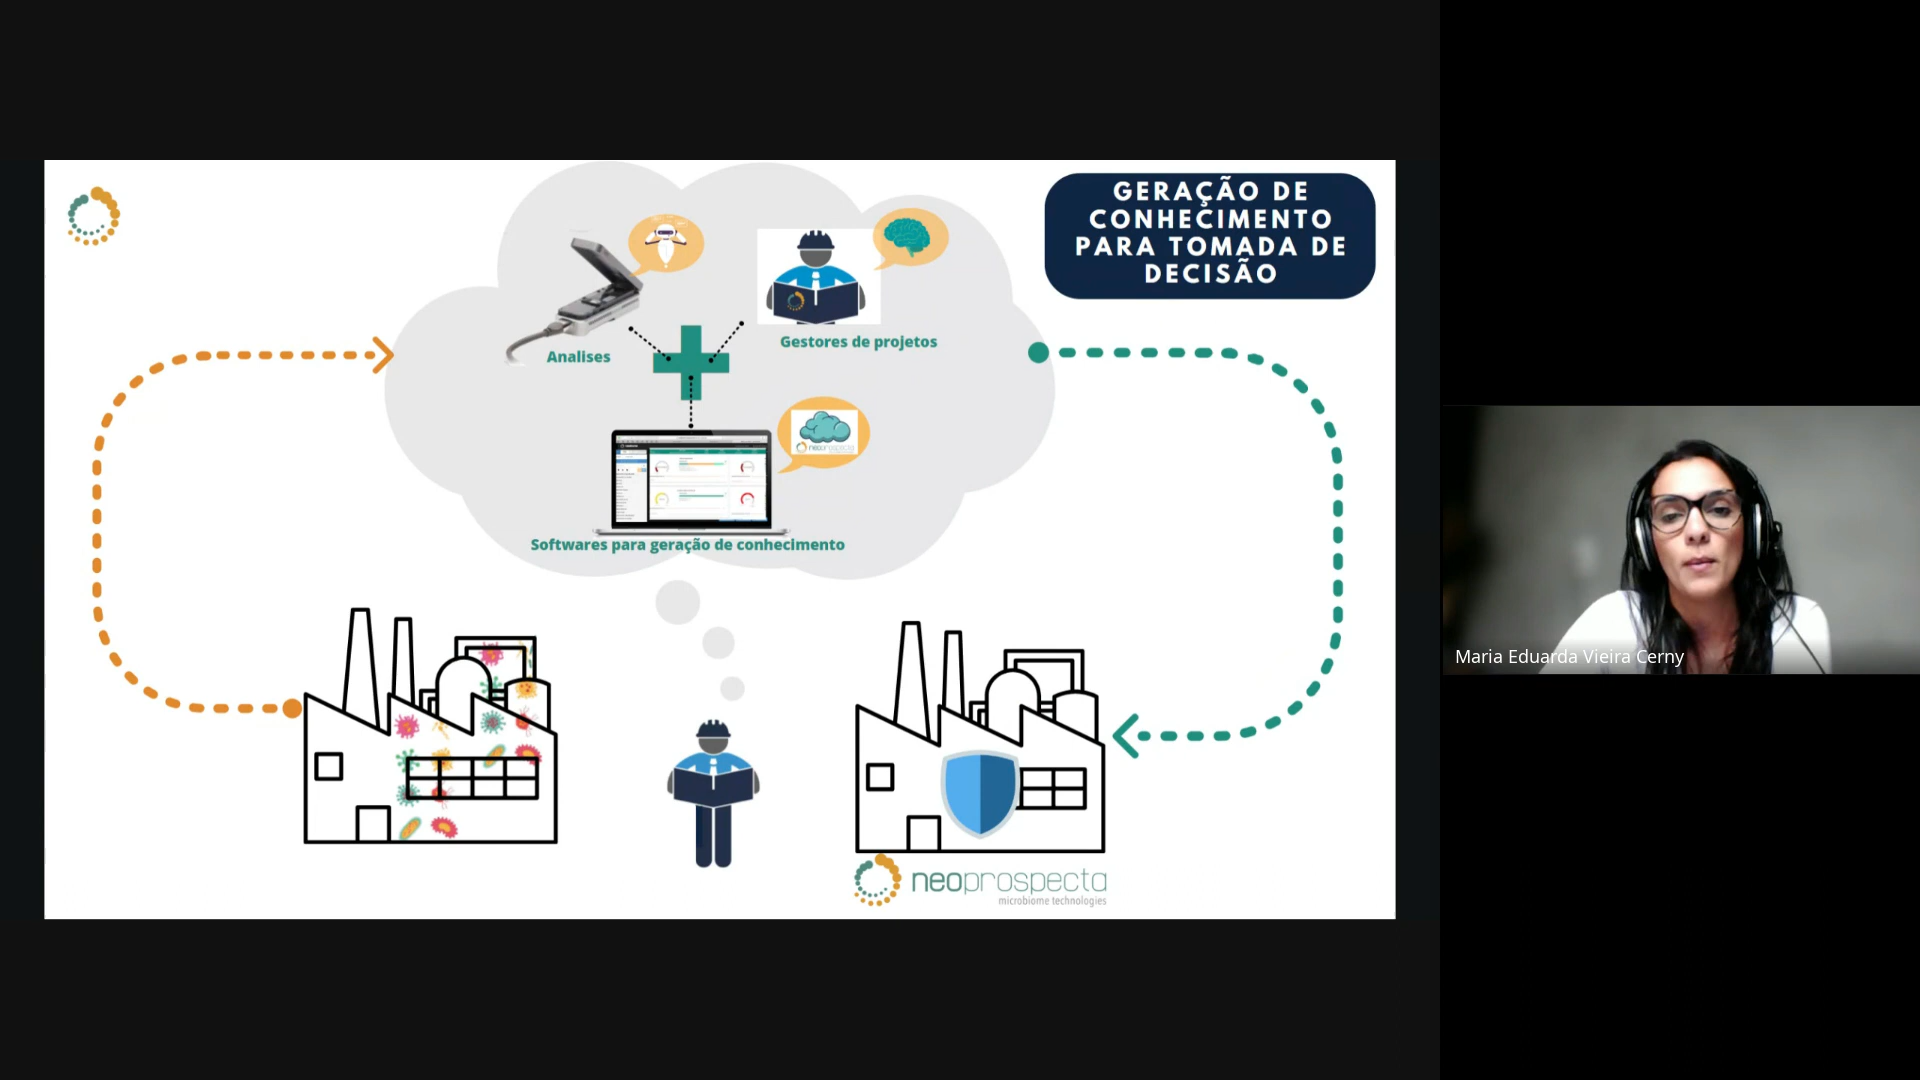 GERAÇÃO DE
CONHECIMENTO
PARA TOMADA DE
DECISÃO
Analises
Gestores de projetos
neoprospecta
Softwares para geração de conhecimento
Maria Eduarda Vieira Cerny
neoprospecta
microbiome technologies